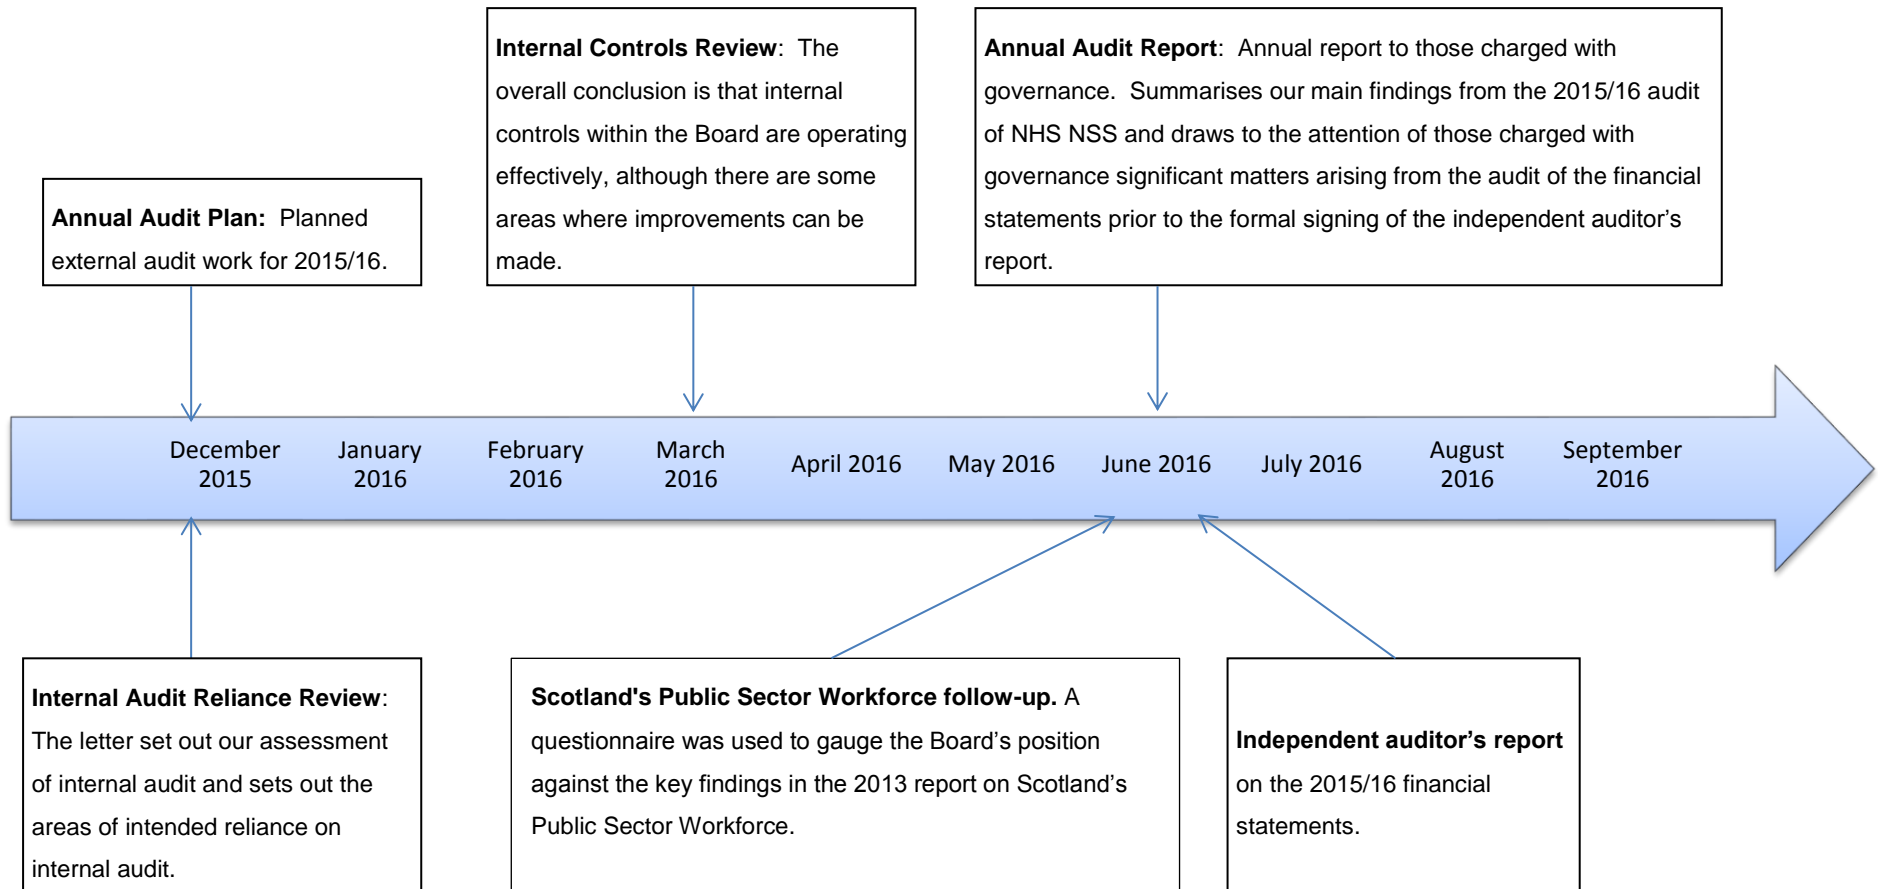 Internal Controls Review:  The
overall conclusion is that internal
controls within the Board are operating
effectively, although there are some
areas where improvements can be
made.
Annual Audit Report:  Annual report to those charged with
governance.  Summarises our main findings from the 2015/16 audit
of NHS NSS and draws to the attention of those charged with
governance significant matters arising from the audit of the financial
statements prior to the formal signing of the independent auditor’s
report.
Annual Audit Plan:  Planned
external audit work for 2015/16.
December
2015
January
2016
February
2016
March
2016
April 2016
May 2016
June 2016
July 2016
August
2016
September
2016
Internal Audit Reliance Review:
The letter set out our assessment
of internal audit and sets out the
areas of intended reliance on
internal audit.
Scotland's Public Sector Workforce follow-up. A
questionnaire was used to gauge the Board’s position
against the key findings in the 2013 report on Scotland’s
Public Sector Workforce.
Independent auditor’s report
on the 2015/16 financial
statements.